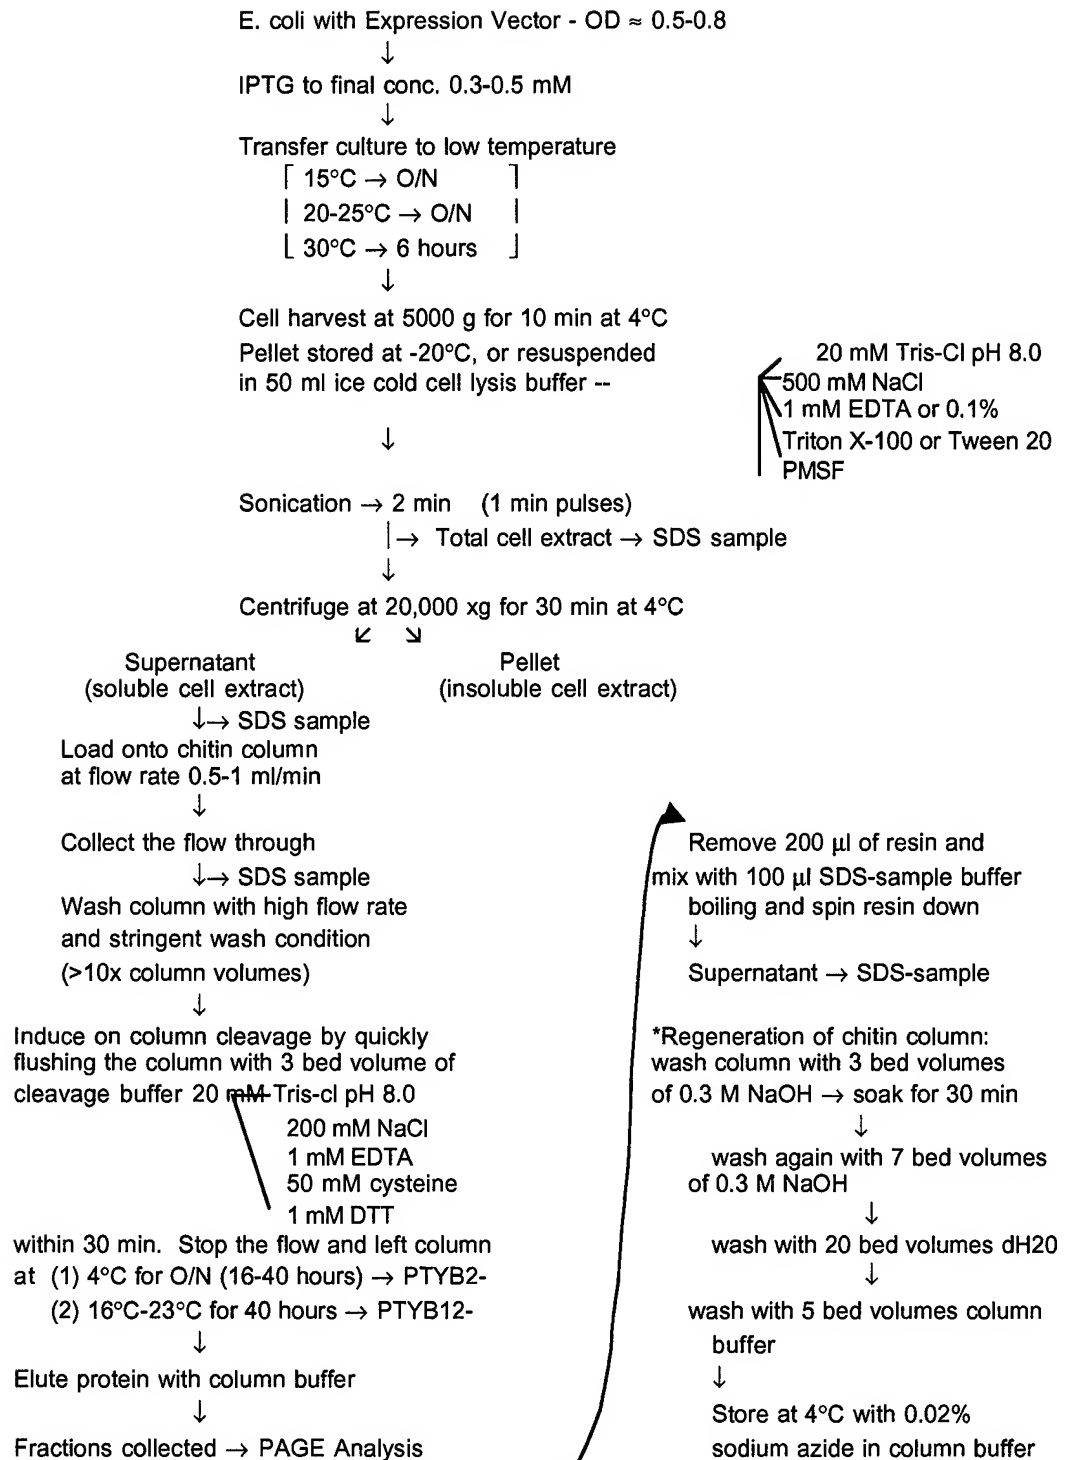 E. coli with Expression Vector - OD ≈ 0.5-0.8
↓
IPTG to final conc. 0.3-0.5 mM
↓
Transfer culture to low temperature
⎡ 15°C → O/N ⎤
| 20-25°C → O/N |
⎣ 30°C → 6 hours ⎦
↓
Cell harvest at 5000 g for 10 min at 4°C
Pellet stored at -20°C, or resuspended
in 50 ml ice cold cell lysis buffer --
20 mM Tris-Cl pH 8.0
500 mM NaCl
1 mM EDTA or 0.1%
Triton X-100 or Tween 20
PMSF
↓
Sonication → 2 min (1 min pulses)
|→ Total cell extract → SDS sample
↓
Centrifuge at 20,000 xg for 30 min at 4°C
↙ ↘
Supernatant
(soluble cell extract)
Pellet
(insoluble cell extract)
↓→ SDS sample
Load onto chitin column
at flow rate 0.5-1 ml/min
↓
Collect the flow through
↓→ SDS sample
Wash column with high flow rate
and stringent wash condition
(>10x column volumes)
↓
Induce on column cleavage by quickly
flushing the column with 3 bed volume of
cleavage buffer 20 mM Tris-cl pH 8.0
200 mM NaCl
1 mM EDTA
50 mM cysteine
1 mM DTT
within 30 min. Stop the flow and left column
at (1) 4°C for O/N (16-40 hours) → PTYB2-
(2) 16°C-23°C for 40 hours → PTYB12-
↓
Elute protein with column buffer
↓
Fractions collected → PAGE Analysis
Remove 200 µl of resin and
mix with 100 µl SDS-sample buffer
boiling and spin resin down
↓
Supernatant → SDS-sample
*Regeneration of chitin column:
wash column with 3 bed volumes
of 0.3 M NaOH → soak for 30 min
↓
wash again with 7 bed volumes
of 0.3 M NaOH
↓
wash with 20 bed volumes dH20
↓
wash with 5 bed volumes column
buffer
↓
Store at 4°C with 0.02%
sodium azide in column buffer